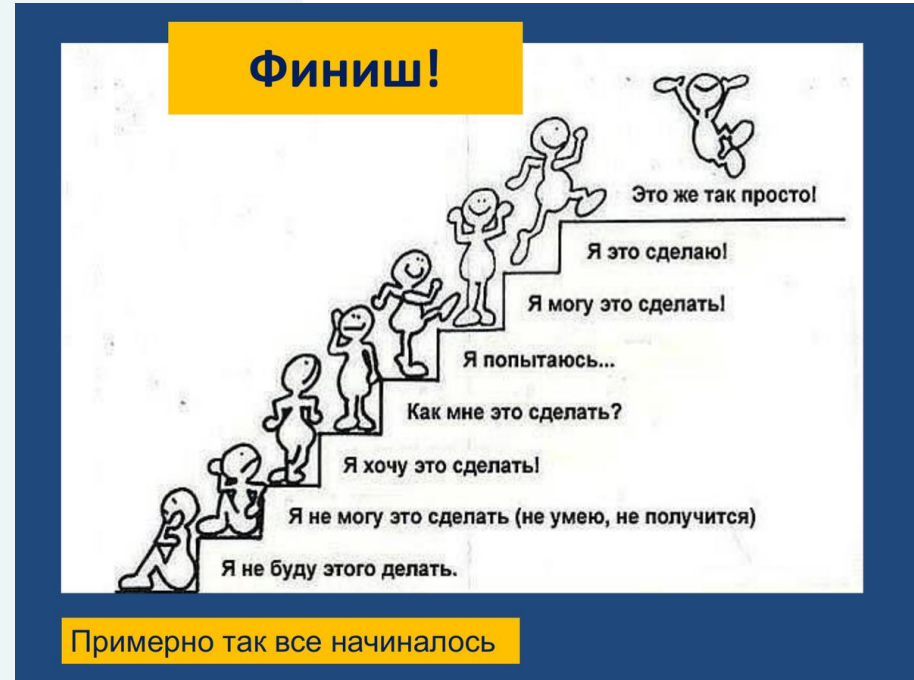 Финиш!
Это же так просто!
Я это сделаю!
Я могу это сделать!
Я попытаюсь...
Как мне это сделать?
Я хочу это сделать!
Я не могу это сделать (не умею, не получится)
Я не буду этого делать.
Примерно так все начиналось